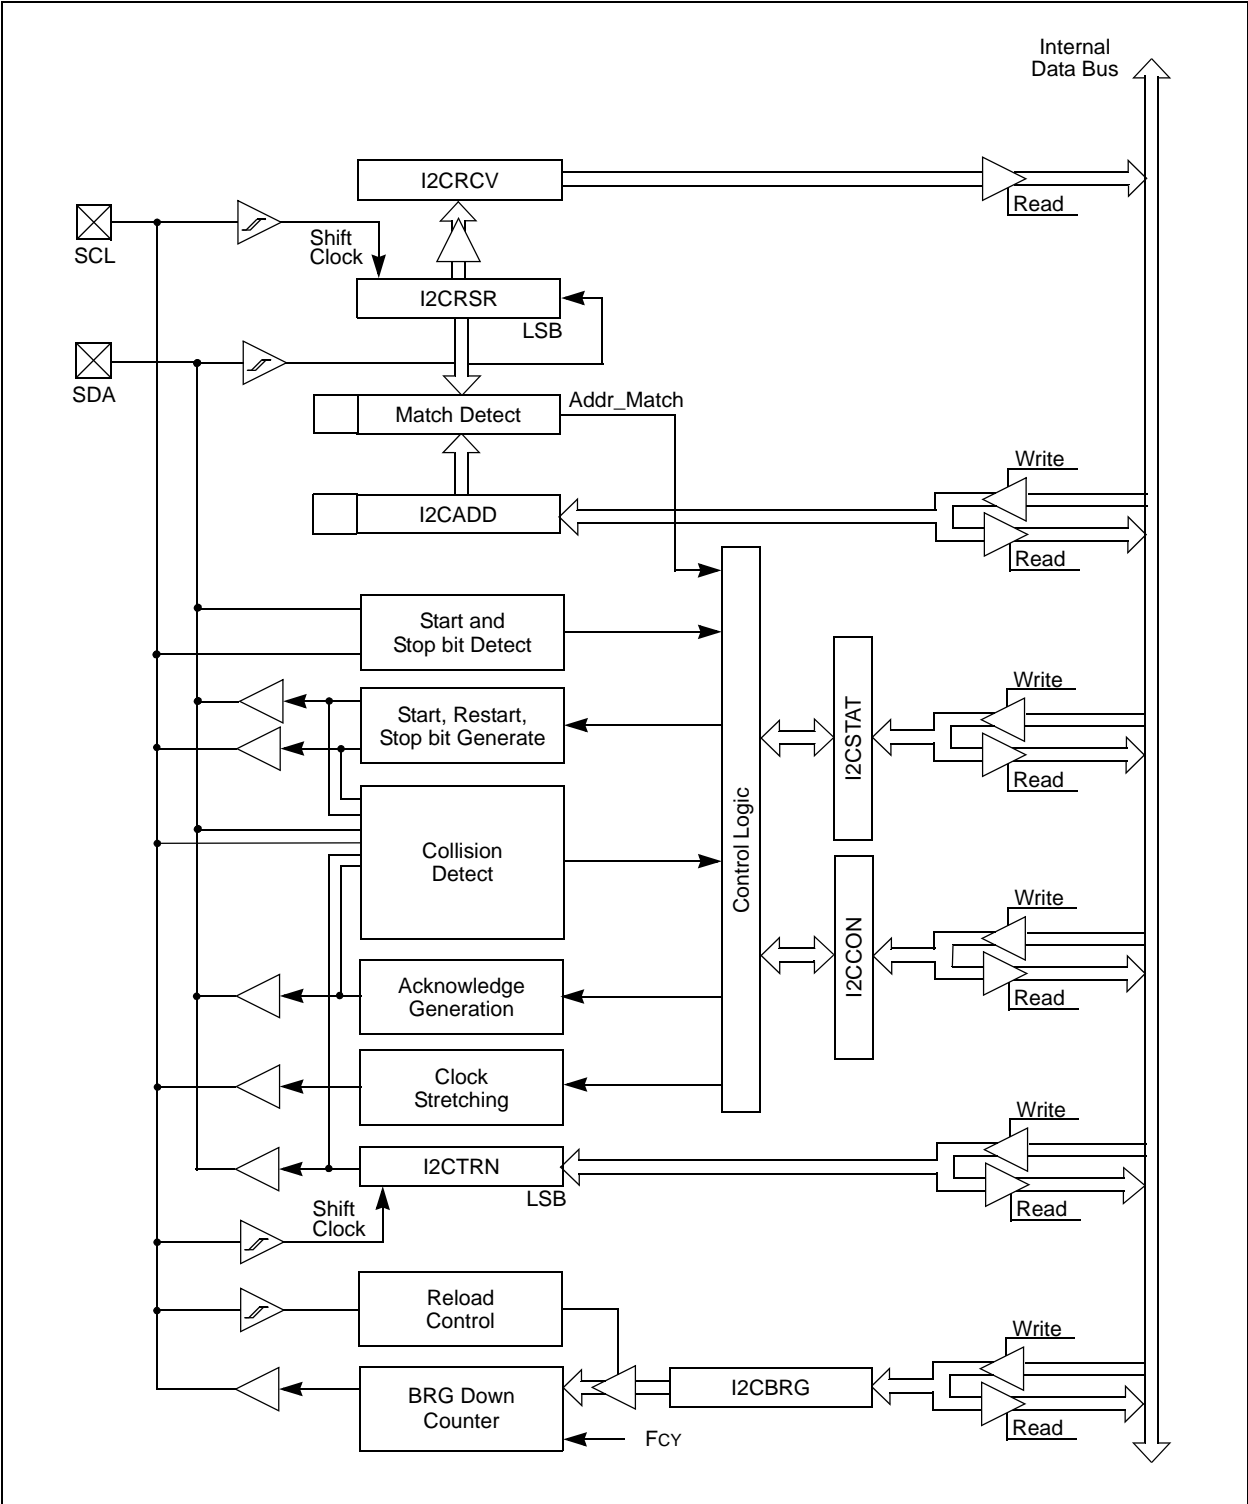 Internal
Data Bus
I2CRCV
Read
SCL
Shift
Clock
I2CRSR
LSB
SDA
Match Detect
Addr_Match
Write
I2CADD
Read
Start and
Stop bit Detect
Start, Restart,
Stop bit Generate
Write
I2CSTAT
Read
Collision
Detect
Control Logic
Write
I2CCON
Read
Acknowledge
Generation
Clock
Stretching
Write
I2CTRN
LSB
Read
Shift
Clock
Reload
Control
Write
I2CBRG
BRG Down
Counter
Read
FCY